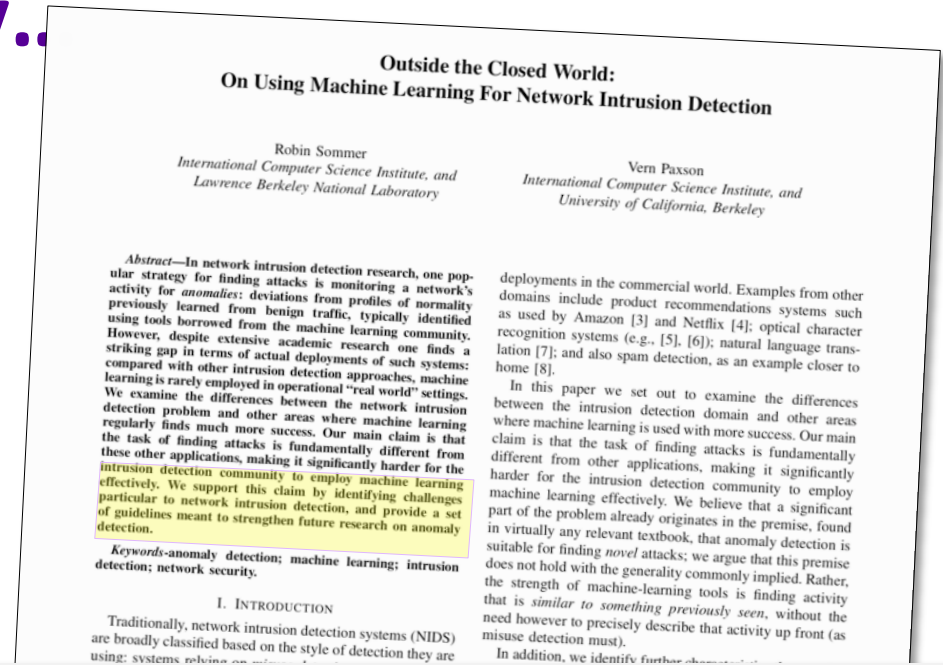 Outside the Closed World:
On Using Machine Learning For Network Intrusion Detection
Robin Sommer
International Computer Science Institute, and
Lawrence Berkeley National Laboratory
Vern Paxson
International Computer Science Institute, and
University of California, Berkeley
Abstract—In network intrusion detection research, one pop-
ular strategy for finding attacks is monitoring a network's
activity for anomalies: deviations from profiles of normality
previously learned from benign traffic, typically identified
using tools borrowed from the machine learning community.
However, despite extensive academic research one finds a
striking gap in terms of actual deployments of such systems:
compared with other intrusion detection approaches, machine
learning is rarely employed in operational “real world” settings.
We examine the differences between the network intrusion
detection problem and other areas where machine learning
regularly finds much more success. Our main claim is that
the task of finding attacks is fundamentally different from
these other applications, making it significantly harder for the
intrusion detection community to employ machine learning
effectively. We support this claim by identifying challenges
particular to network intrusion detection, and provide a set
of guidelines meant to strengthen future research on anomaly
detection.
Keywords-anomaly detection; machine learning; intrusion
detection; network security.
I. INTRODUCTION
Traditionally, network intrusion detection systems (NIDS)
are broadly classified based on the style of detection they are
using: systems relying on
deployments in the commercial world. Examples from other
domains include product recommendations systems such
as used by Amazon [3] and Netflix [4]; optical character
recognition systems (e.g., [5], [6]); natural language trans-
lation [7]; and also spam detection, as an example closer to
home [8].
In this paper we set out to examine the differences
between the intrusion detection domain and other areas
where machine learning is used with more success. Our main
claim is that the task of finding attacks is fundamentally
different from other applications, making it significantly
harder for the intrusion detection community to employ
machine learning effectively. We believe that a significant
part of the problem already originates in the premise, found
in virtually any relevant textbook, that anomaly detection is
suitable for finding novel attacks; we argue that this premise
does not hold with the generality commonly implied. Rather,
the strength of machine-learning tools is finding activity
that is similar to something previously seen, without the
need however to precisely describe that activity up front (as
misuse detection must).
In addition, we identify further